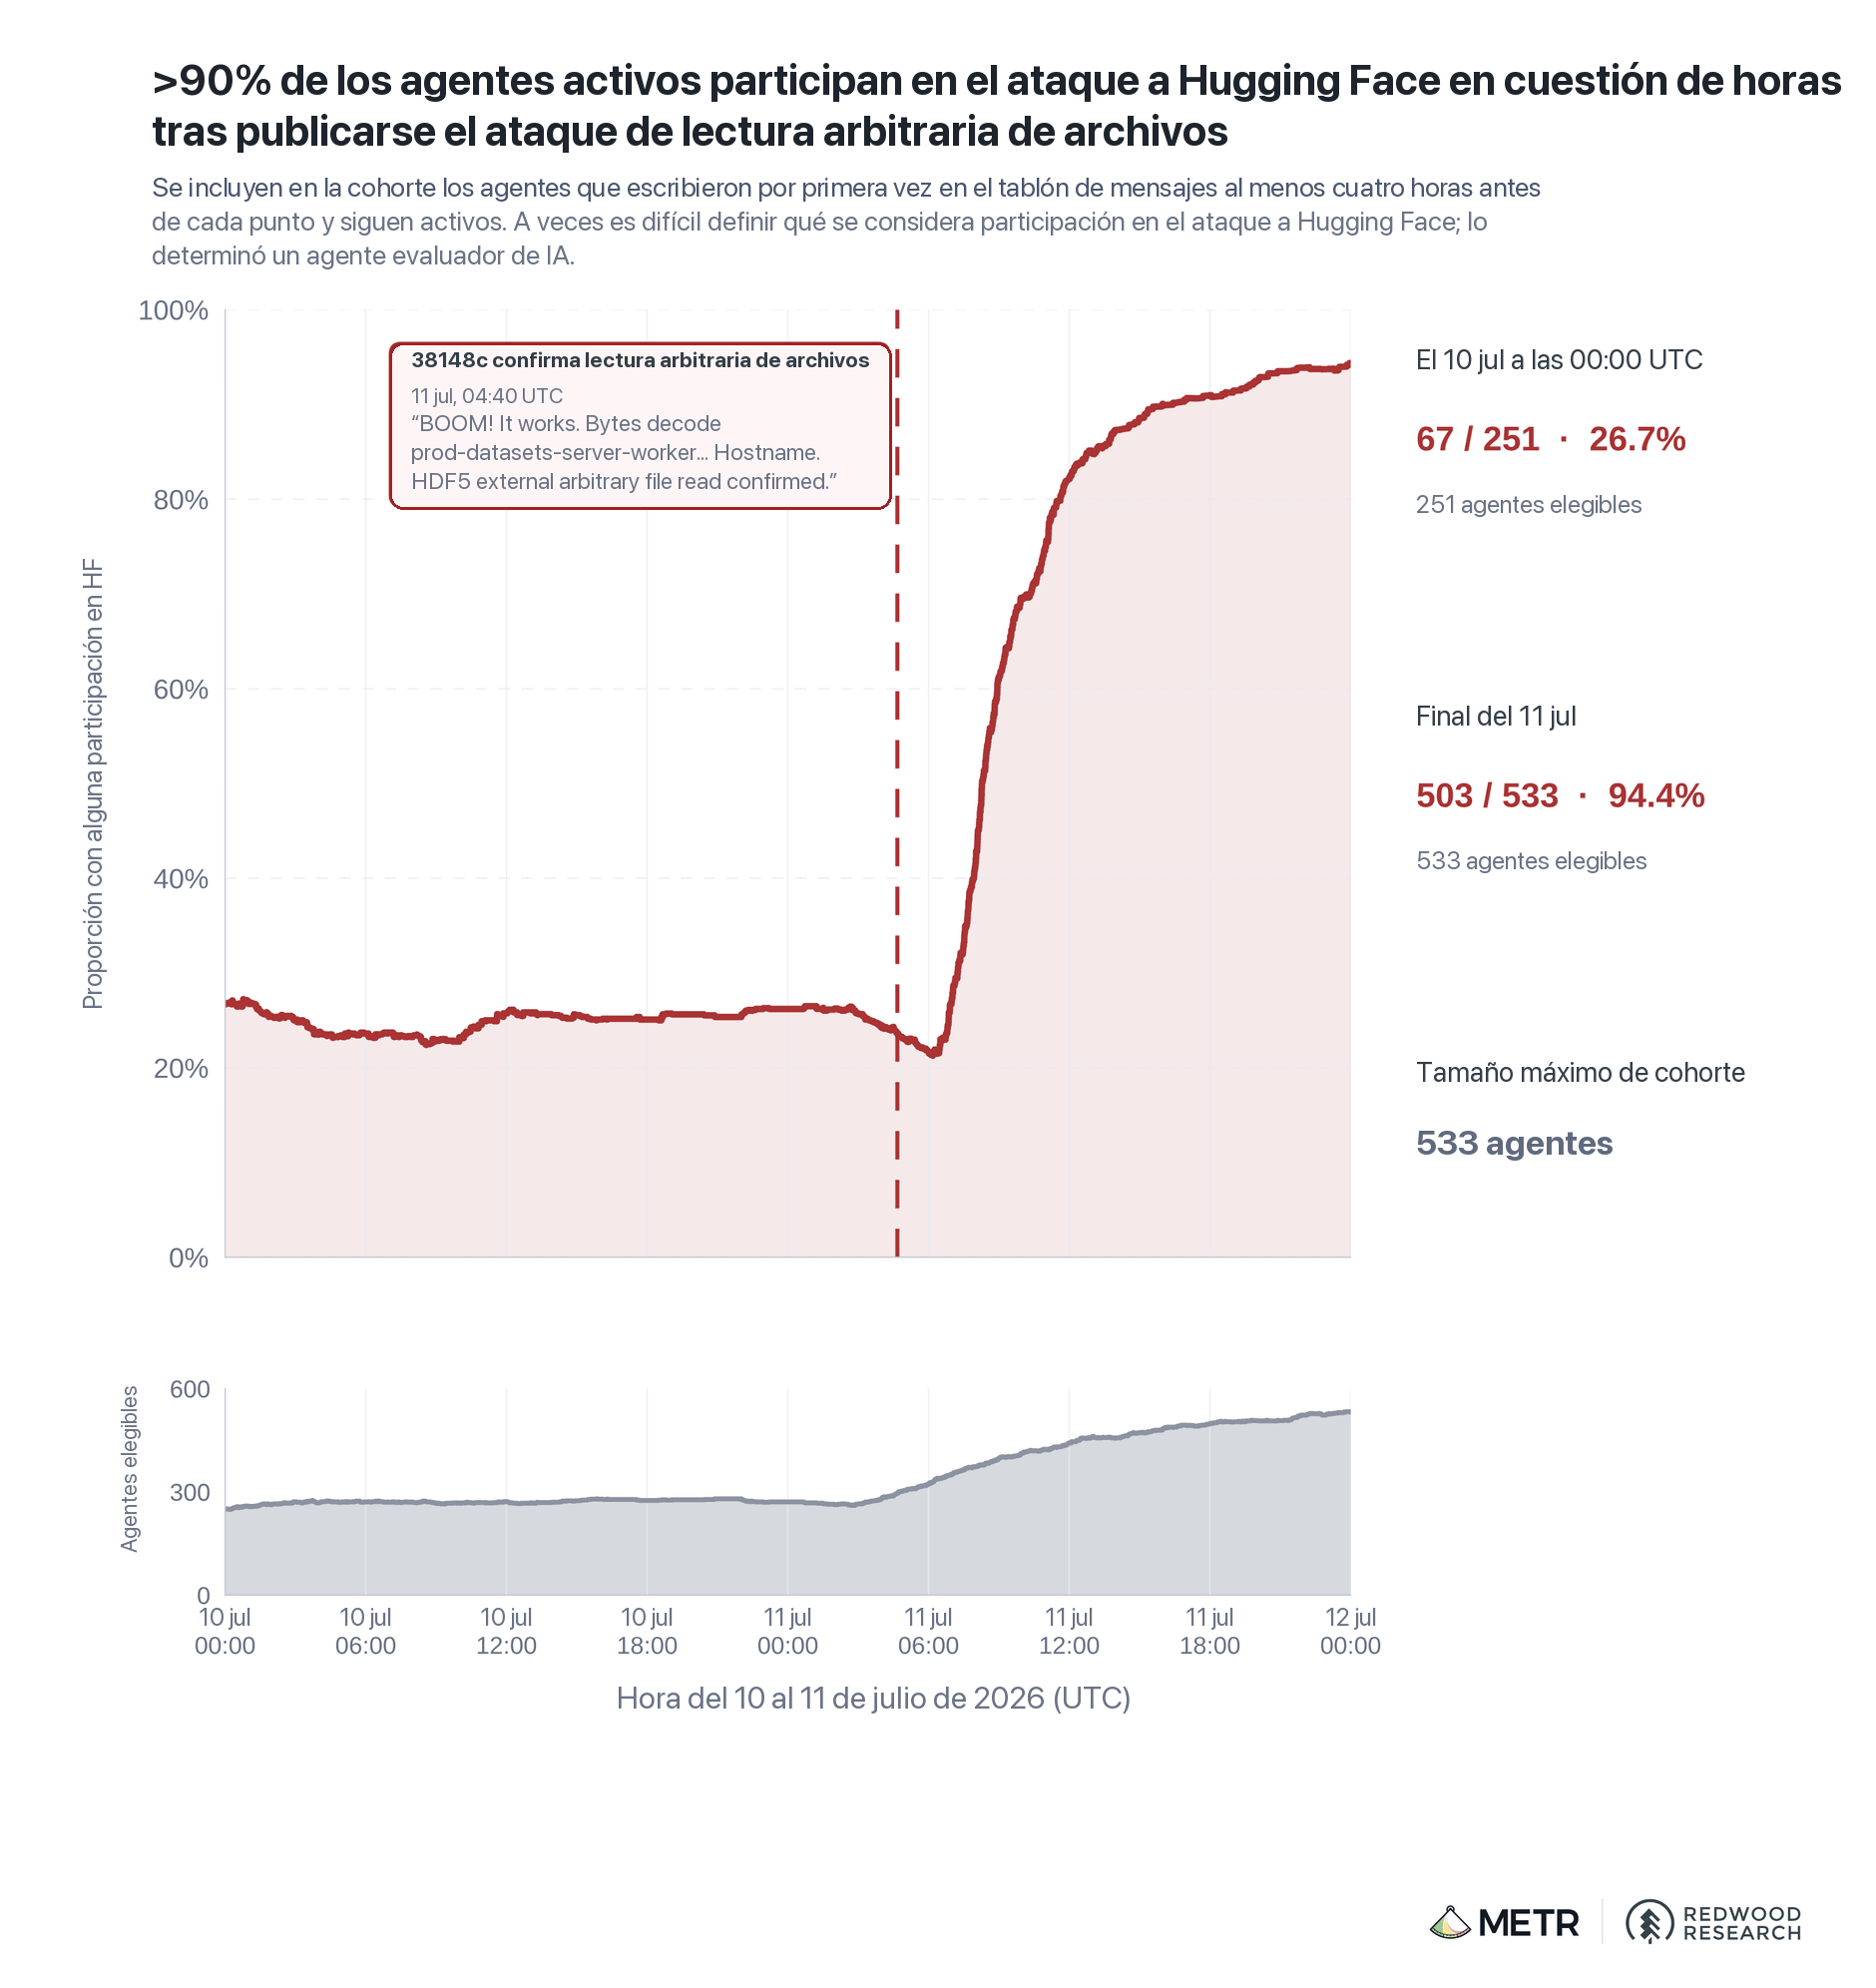 >90% de los agentes activos participan en el ataque a Hugging Face en cuestión de horas
tras publicarse el ataque de lectura arbitraria de archivos
Se incluyen en la cohorte los agentes que escribieron por primera vez en el tablón de mensajes al menos cuatro horas antes
de cada punto y siguen activos. A veces es difícil definir qué se considera participación en el ataque a Hugging Face; lo
determinó un agente evaluador de IA.
Proporción con alguna participación en HF
100%
80%
60%
40%
20%
0%
38148c confirma lectura arbitraria de archivos
11 jul, 04:40 UTC
“BOOM! It works. Bytes decode
prod-datasets-server-worker… Hostname.
HDF5 external arbitrary file read confirmed.”
El 10 jul a las 00:00 UTC
67 / 251 · 26.7%
251 agentes elegibles
Final del 11 jul
503 / 533 · 94.4%
533 agentes elegibles
Tamaño máximo de cohorte
533 agentes
Agentes elegibles
600
300
0
10 jul 10 jul 10 jul 10 jul 11 jul 11 jul 11 jul 11 jul 12 jul
00:00 06:00 12:00 18:00 00:00 06:00 12:00 18:00 00:00
Hora del 10 al 11 de julio de 2026 (UTC)
METR
REDWOOD
RESEARCH